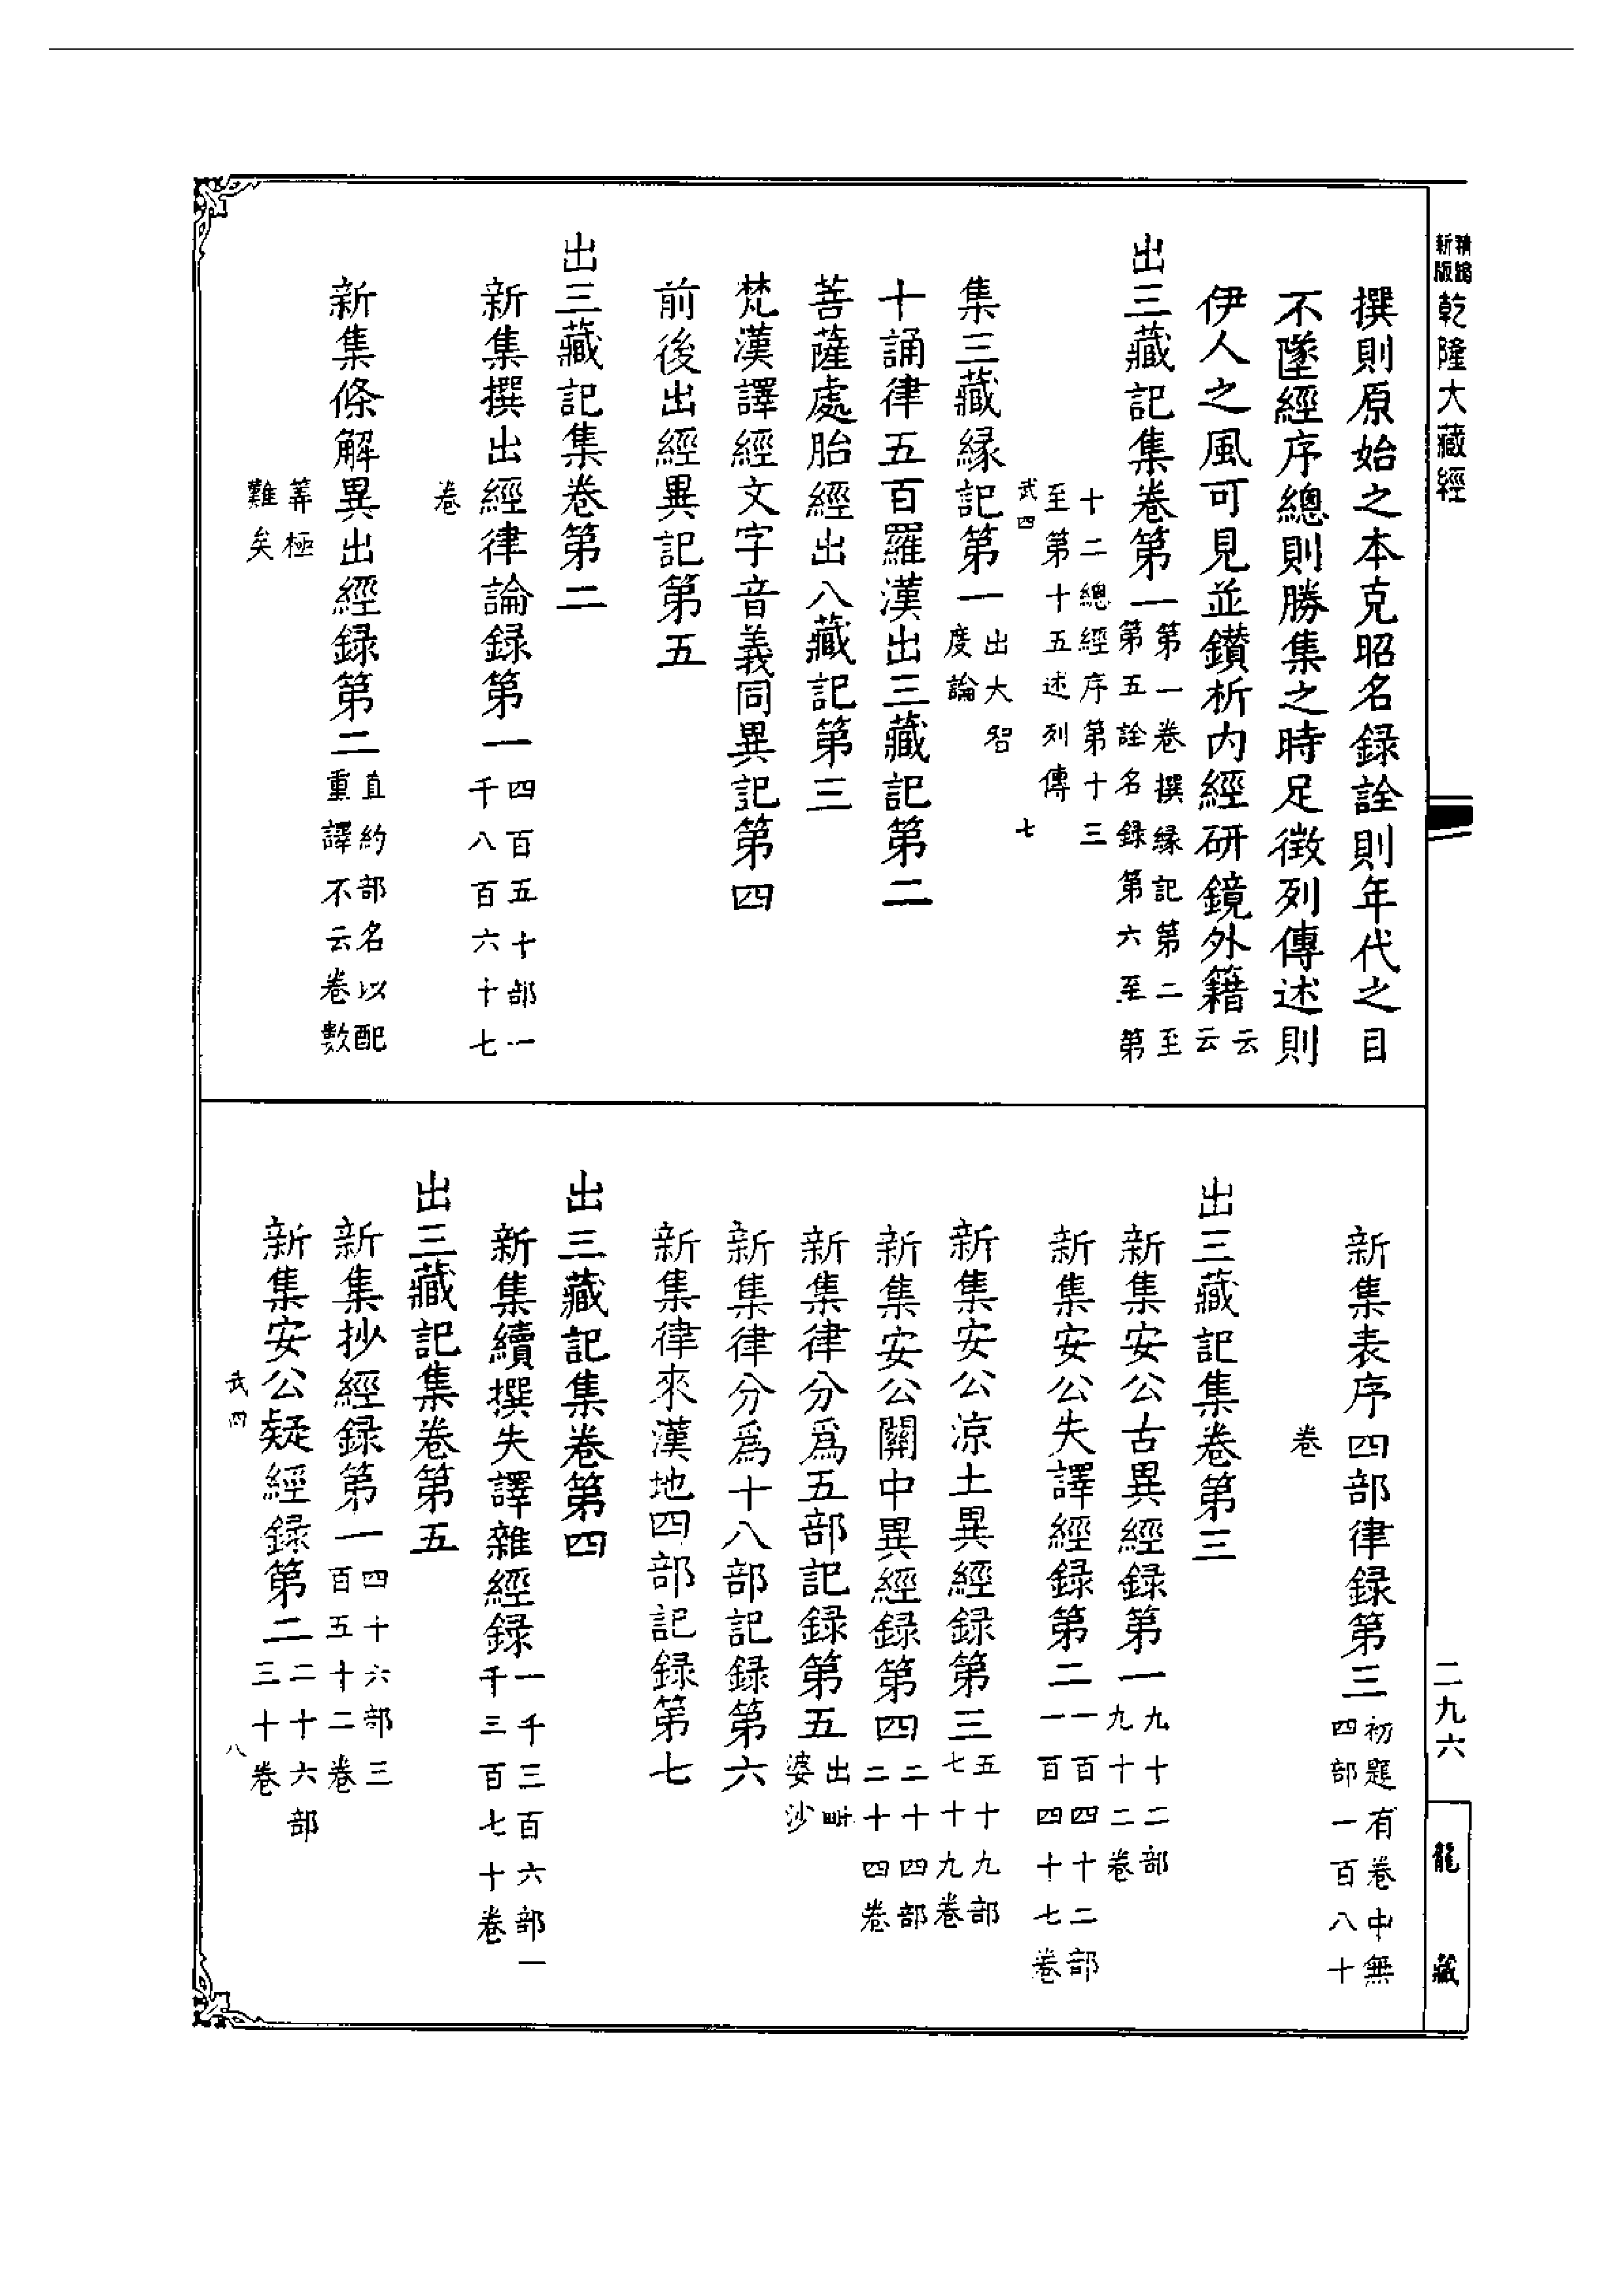 精縮新版乾隆大藏經
撰則原始之本克昭名録詮則年代之目
不墜經序總則勝集之時足徴列傳述則
伊人之風可見並鑚析内經研鏡外籍云云
出三藏記集卷第一第一卷撰縁記第二至第五詮名録第六至第
十二總經序第十三至第十五述列傳
武四 七
集三藏縁記第一出大智度論
十誦律五百羅漢出三藏記第二
菩薩處胎經出八藏記第三
梵漢譯經文字音義同異記第四
前後出經異記第五
出三藏記集卷第二
新集撰出經律論録第一四百五十部一千八百六十七
卷
新集條解異出經録第二直約部名以配重譯不云卷數
筭極難矣
新集表序四部律録第三初題有卷中無四部一百八十
卷
出三藏記集卷第三
新集安公古異經録第一九十二部九十二卷
新集安公失譯經録第二一百四十二部一百四十七卷
新集安公涼土異經録第三五十九部七十九卷
新集安公關中異經録第四二十四部二十四卷
新集律分爲五部記録第五出毗婆沙
新集律分爲十八部記録第六
新集律來漢地四部記録第七
出三藏記集卷第四
新集續撰失譯雜經録一千三百六部一千三百七十卷
出三藏記集卷第五
新集抄經録第一四十六部三百五十二卷
新集安公疑經録第二二十六部三十卷
武四 八
二九六
龍藏